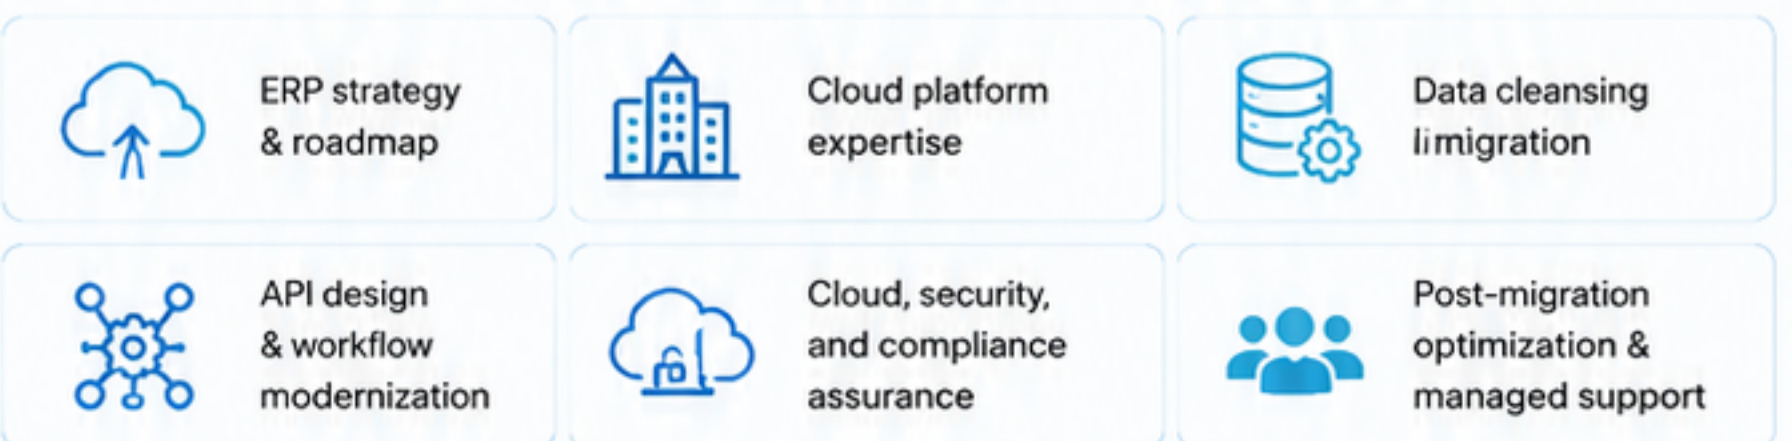 ERP strategy
& roadmap
Cloud platform
expertise
Data cleansing
limigration
API design
& workflow
modernization
Cloud, security,
and compliance
assurance
Post-migration
optimization &
managed support